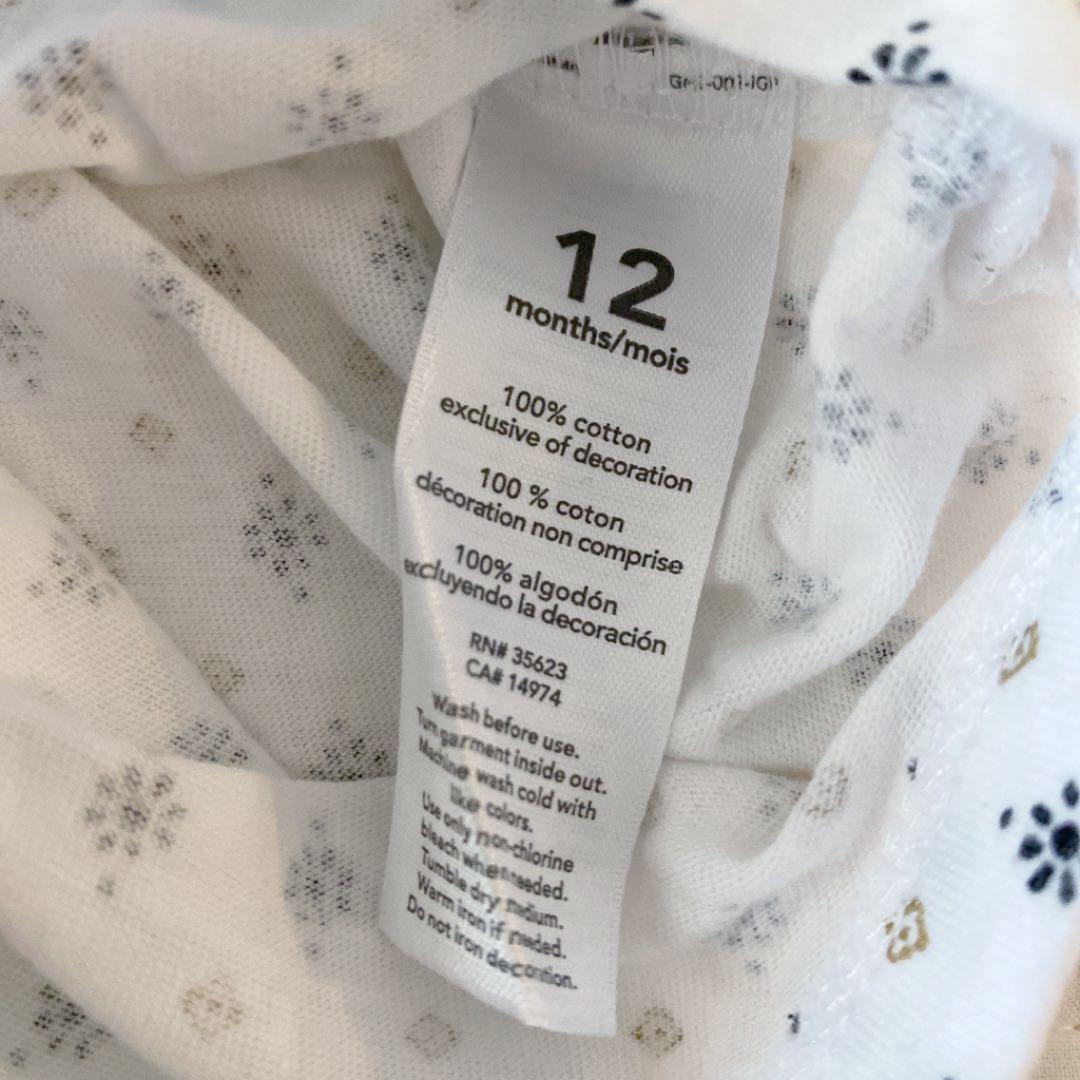 12
months/mois
100% cotton
exclusive of decoration
100 % coton
décoration non comprise
100% algodón
excluyendo la decoración
RN# 35623
CA# 14974
Wash before use.
Turn garment inside out.
Machine wash cold with
like colors.
Use only non-chlorine
bleach when needed.
Tumble dry medium.
Warm iron if needed.
Do not iron decoration.